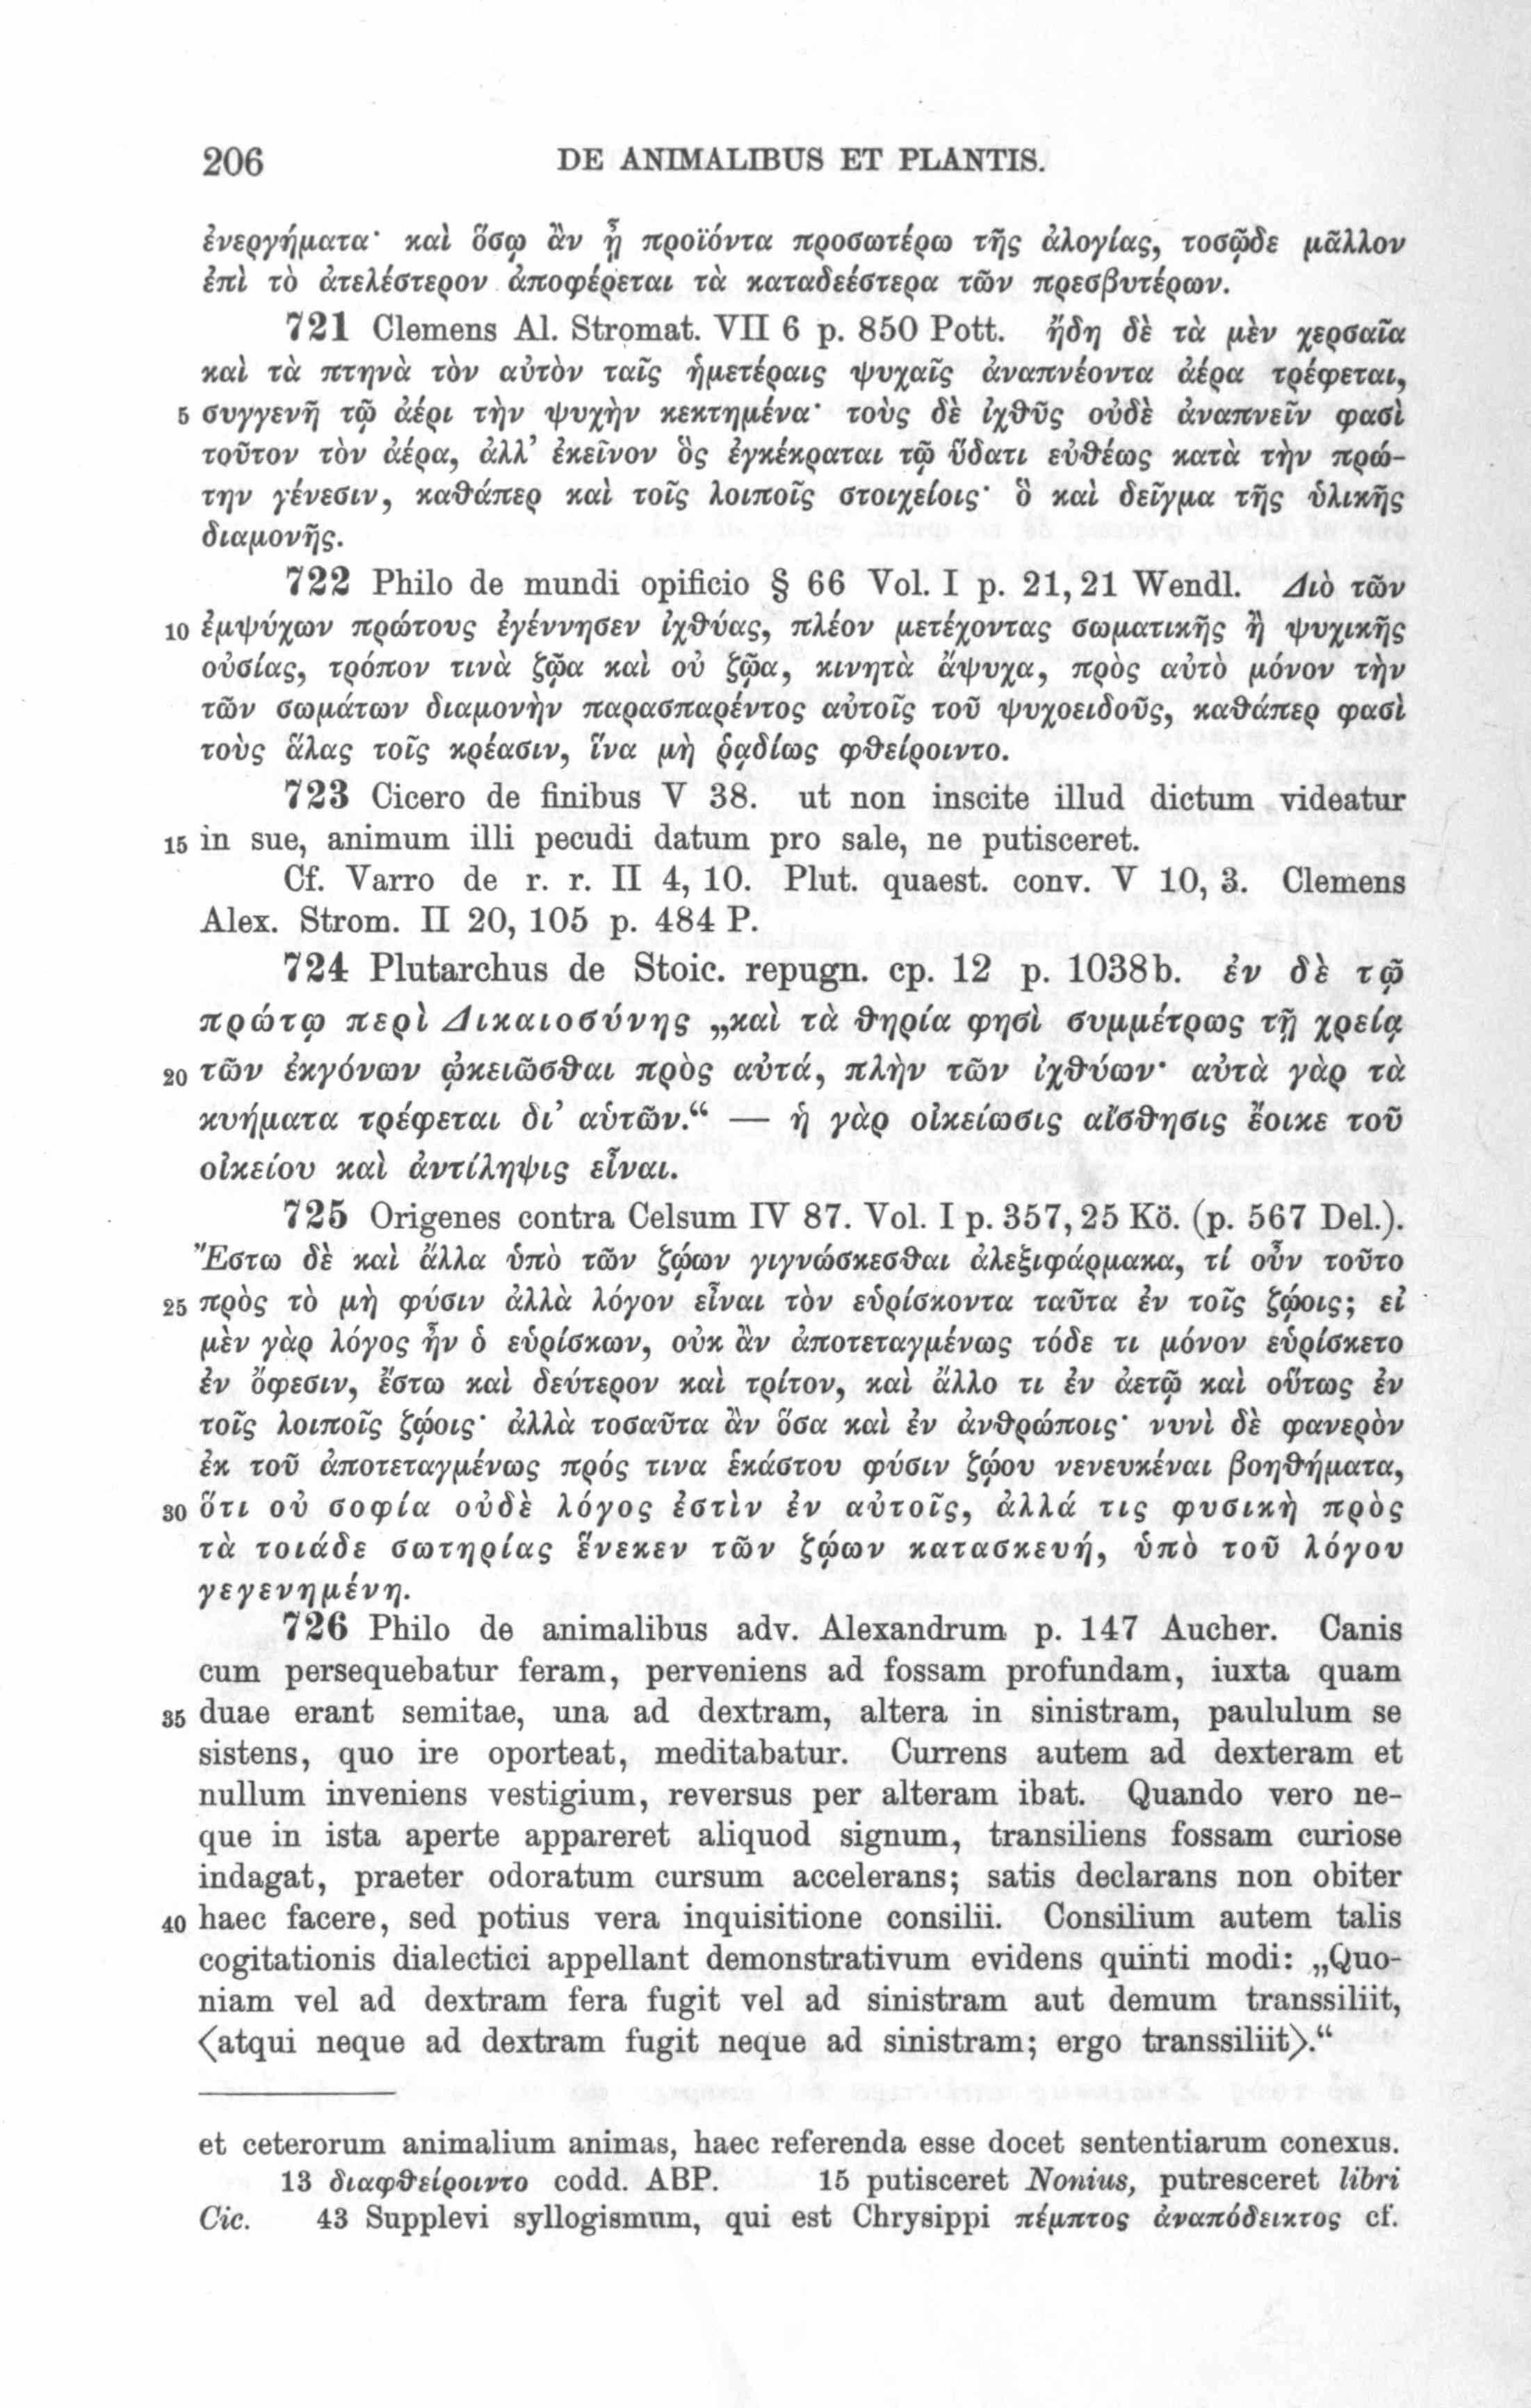 206 DE ANIMALIBUS ET PLANTIS.
ἐνεργήματα· καὶ ὅσῳ ἂν ᾖ προϊόντα προσωτέρω τῆς ἀλογίας, τοσῷδε μᾶλλον
ἐπὶ τὸ ἀτελέστερον ἀποφέρεται τὰ καταδεέστερα τῶν πρεσβυτέρων.
721 Clemens Al. Stromat. VII 6 p. 850 Pott. ἤδη δὲ τὰ μὲν χερσαῖα
καὶ τὰ πτηνὰ τὸν αὐτὸν ταῖς ἡμετέραις ψυχαῖς ἀναπνέοντα ἀέρα τρέφεται,
5 συγγενῆ τῷ ἀέρι τὴν ψυχὴν κεκτημένα· τοὺς δὲ ἰχθῦς οὐδὲ ἀναπνεῖν φασὶ
τοῦτον τὸν ἀέρα, ἀλλ’ ἐκεῖνον ὃς ἐγκέκραται τῷ ὕδατι εὐθέως κατὰ τὴν πρώ-
την γένεσιν, καθάπερ καὶ τοῖς λοιποῖς στοιχείοις· ὃ καὶ δεῖγμα τῆς ὑλικῆς
διαμονῆς.
722 Philo de mundi opificio § 66 Vol. I p. 21,21 Wendl. Διὸ τῶν
10 ἐμψύχων πρώτους ἐγέννησεν ἰχθύας, πλέον μετέχοντας σωματικῆς ἢ ψυχικῆς
οὐσίας, τρόπον τινὰ ζῷα καὶ οὐ ζῷα, κινητὰ ἄψυχα, πρὸς αὐτὸ μόνον τὴν
τῶν σωμάτων διαμονὴν παρασπαρέντος αὐτοῖς τοῦ ψυχοειδοῦς, καθάπερ φασὶ
τοὺς ἅλας τοῖς κρέασιν, ἵνα μὴ ῥᾳδίως φθείροιντο.
723 Cicero de finibus V 38. ut non inscite illud dictum videatur
15 in sue, animum illi pecudi datum pro sale, ne putisceret.
Cf. Varro de r. r. II 4, 10. Plut. quaest. conv. V 10, 3. Clemens
Alex. Strom. II 20, 105 p. 484 P.
724 Plutarchus de Stoic. repugn. cp. 12 p. 1038b. ἐν δὲ τῷ
πρώτῳ περὶ Δικαιοσύνης „καὶ τὰ θηρία φησὶ συμμέτρως τῇ χρείᾳ
20 τῶν ἐκγόνων ᾠκειῶσθαι πρὸς αὐτά, πλὴν τῶν ἰχθύων· αὐτὰ γὰρ τὰ
κυήματα τρέφεται δι’ αὑτῶν.“ — ἡ γὰρ οἰκείωσις αἴσθησις ἔοικε τοῦ
οἰκείου καὶ ἀντίληψις εἶναι.
725 Origenes contra Celsum IV 87. Vol. I p. 357,25 Kö. (p. 567 Del.).
Ἔστω δὲ καὶ ἄλλα ὑπὸ τῶν ζῴων γιγνώσκεσθαι ἀλεξιφάρμακα, τί οὖν τοῦτο
25 πρὸς τὸ μὴ φύσιν ἀλλὰ λόγον εἶναι τὸν εὑρίσκοντα ταῦτα ἐν τοῖς ζῴοις; εἰ
μὲν γὰρ λόγος ἦν ὁ εὑρίσκων, οὐκ ἂν ἀποτεταγμένως τόδε τι μόνον εὑρίσκετο
ἐν ὄφεσιν, ἔστω καὶ δεύτερον καὶ τρίτον, καὶ ἄλλο τι ἐν ἀετῷ καὶ οὕτως ἐν
τοῖς λοιποῖς ζῴοις· ἀλλὰ τοσαῦτα ἂν ὅσα καὶ ἐν ἀνθρώποις· νυνὶ δὲ φανερὸν
ἐκ τοῦ ἀποτεταγμένως πρός τινα ἑκάστου φύσιν ζῴου νενευκέναι βοηθήματα,
30 ὅτι οὐ σοφία οὐδὲ λόγος ἐστὶν ἐν αὐτοῖς, ἀλλά τις φυσικὴ πρὸς
τὰ τοιάδε σωτηρίας ἕνεκεν τῶν ζῴων κατασκευή, ὑπὸ τοῦ λόγου
γεγενημένη.
726 Philo de animalibus adv. Alexandrum p. 147 Aucher. Canis
cum persequebatur feram, perveniens ad fossam profundam, iuxta quam
35 duae erant semitae, una ad dextram, altera in sinistram, paululum se
sistens, quo ire oporteat, meditabatur. Currens autem ad dexteram et
nullum inveniens vestigium, reversus per alteram ibat. Quando vero ne-
que in ista aperte appareret aliquod signum, transiliens fossam curiose
indagat, praeter odoratum cursum accelerans; satis declarans non obiter
40 haec facere, sed potius vera inquisitione consilii. Consilium autem talis
cogitationis dialectici appellant demonstrativum evidens quinti modi: „Quo-
niam vel ad dextram fera fugit vel ad sinistram aut demum transsiliit,
⟨atqui neque ad dextram fugit neque ad sinistram; ergo transsiliit⟩.“
et ceterorum animalium animas, haec referenda esse docet sententiarum conexus.
13 διαφθείροιντο codd. ABP. 15 putisceret Nonius, putresceret libri
Cic. 43 Supplevi syllogismum, qui est Chrysippi πέμπτος ἀναπόδεικτος cf.